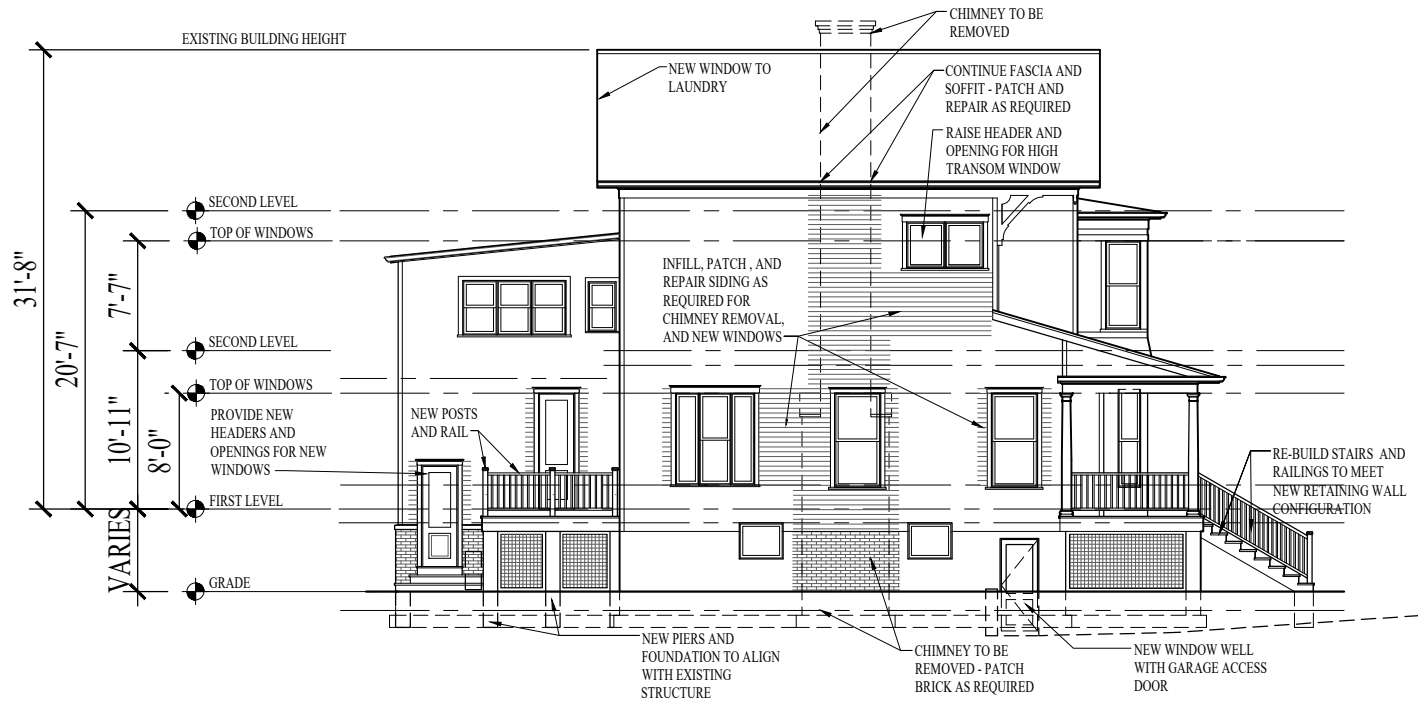 CHIMNEY TO BE
REMOVED
EXISTING BUILDING HEIGHT
NEW WINDOW TO
LAUNDRY
CONTINUE FASCIA AND
SOFFIT - PATCH AND
REPAIR AS REQUIRED
RAISE HEADER AND
OPENING FOR HIGH
TRANSOM WINDOW
SECOND LEVEL
TOP OF WINDOWS
31'-8"
20'-7"
7'-7"
INFILL, PATCH , AND
REPAIR SIDING AS
REQUIRED FOR
CHIMNEY REMOVAL,
AND NEW WINDOWS
SECOND LEVEL
TOP OF WINDOWS
10'-11"
8'-0"
PROVIDE NEW
HEADERS AND
OPENINGS FOR NEW
WINDOWS
NEW POSTS
AND RAIL
RE-BUILD STAIRS AND
RAILINGS TO MEET
NEW RETAINING WALL
CONFIGURATION
FIRST LEVEL
VARIES
GRADE
NEW PIERS AND
FOUNDATION TO ALIGN
WITH EXISTING
STRUCTURE
CHIMNEY TO BE
REMOVED - PATCH
BRICK AS REQUIRED
NEW WINDOW WELL
WITH GARAGE ACCESS
DOOR